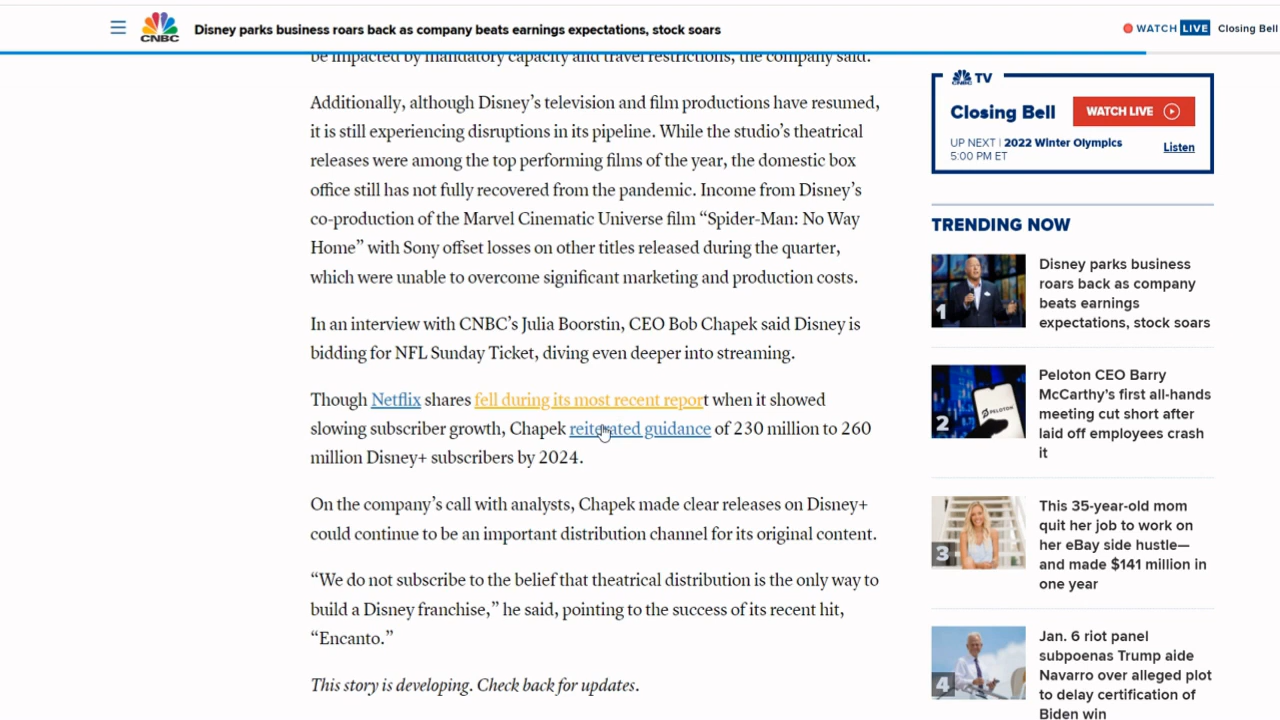 CNBC
Disney parks business roars back as company beats earnings expectations, stock soars
WATCH LIVE Closing Bell
be impacted by mandatory capacity and travel restrictions, the company said.
Additionally, although Disney’s television and film productions have resumed,
it is still experiencing disruptions in its pipeline. While the studio’s theatrical
releases were among the top performing films of the year, the domestic box
office still has not fully recovered from the pandemic. Income from Disney’s
co-production of the Marvel Cinematic Universe film “Spider-Man: No Way
Home” with Sony offset losses on other titles released during the quarter,
which were unable to overcome significant marketing and production costs.
In an interview with CNBC’s Julia Boorstin, CEO Bob Chapek said Disney is
bidding for NFL Sunday Ticket, diving even deeper into streaming.
Though Netflix shares fell during its most recent report when it showed
slowing subscriber growth, Chapek reiterated guidance of 230 million to 260
million Disney+ subscribers by 2024.
On the company’s call with analysts, Chapek made clear releases on Disney+
could continue to be an important distribution channel for its original content.
“We do not subscribe to the belief that theatrical distribution is the only way to
build a Disney franchise,” he said, pointing to the success of its recent hit,
“Encanto.”
This story is developing. Check back for updates.
CNBC TV
Closing Bell
WATCH LIVE
UP NEXT | 2022 Winter Olympics
5:00 PM ET
Listen
TRENDING NOW
1
Disney parks business
roars back as company
beats earnings
expectations, stock soars
PELOTON
2
Peloton CEO Barry
McCarthy’s first all-hands
meeting cut short after
laid off employees crash
it
3
This 35-year-old mom
quit her job to work on
her eBay side hustle—
and made $141 million in
one year
4
Jan. 6 riot panel
subpoenas Trump aide
Navarro over alleged plot
to delay certification of
Biden win